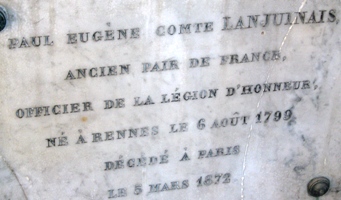 PAUL EUGÈNE COMTE LANJUINAIS,
ANCIEN PAIR DE FRANCE,
OFFICIER DE LA LÉGION D'HONNEUR,
NÉ À RENNES LE 6 AOÛT 1799
DÉCÉDÉ À PARIS
LE 5 MARS 1872